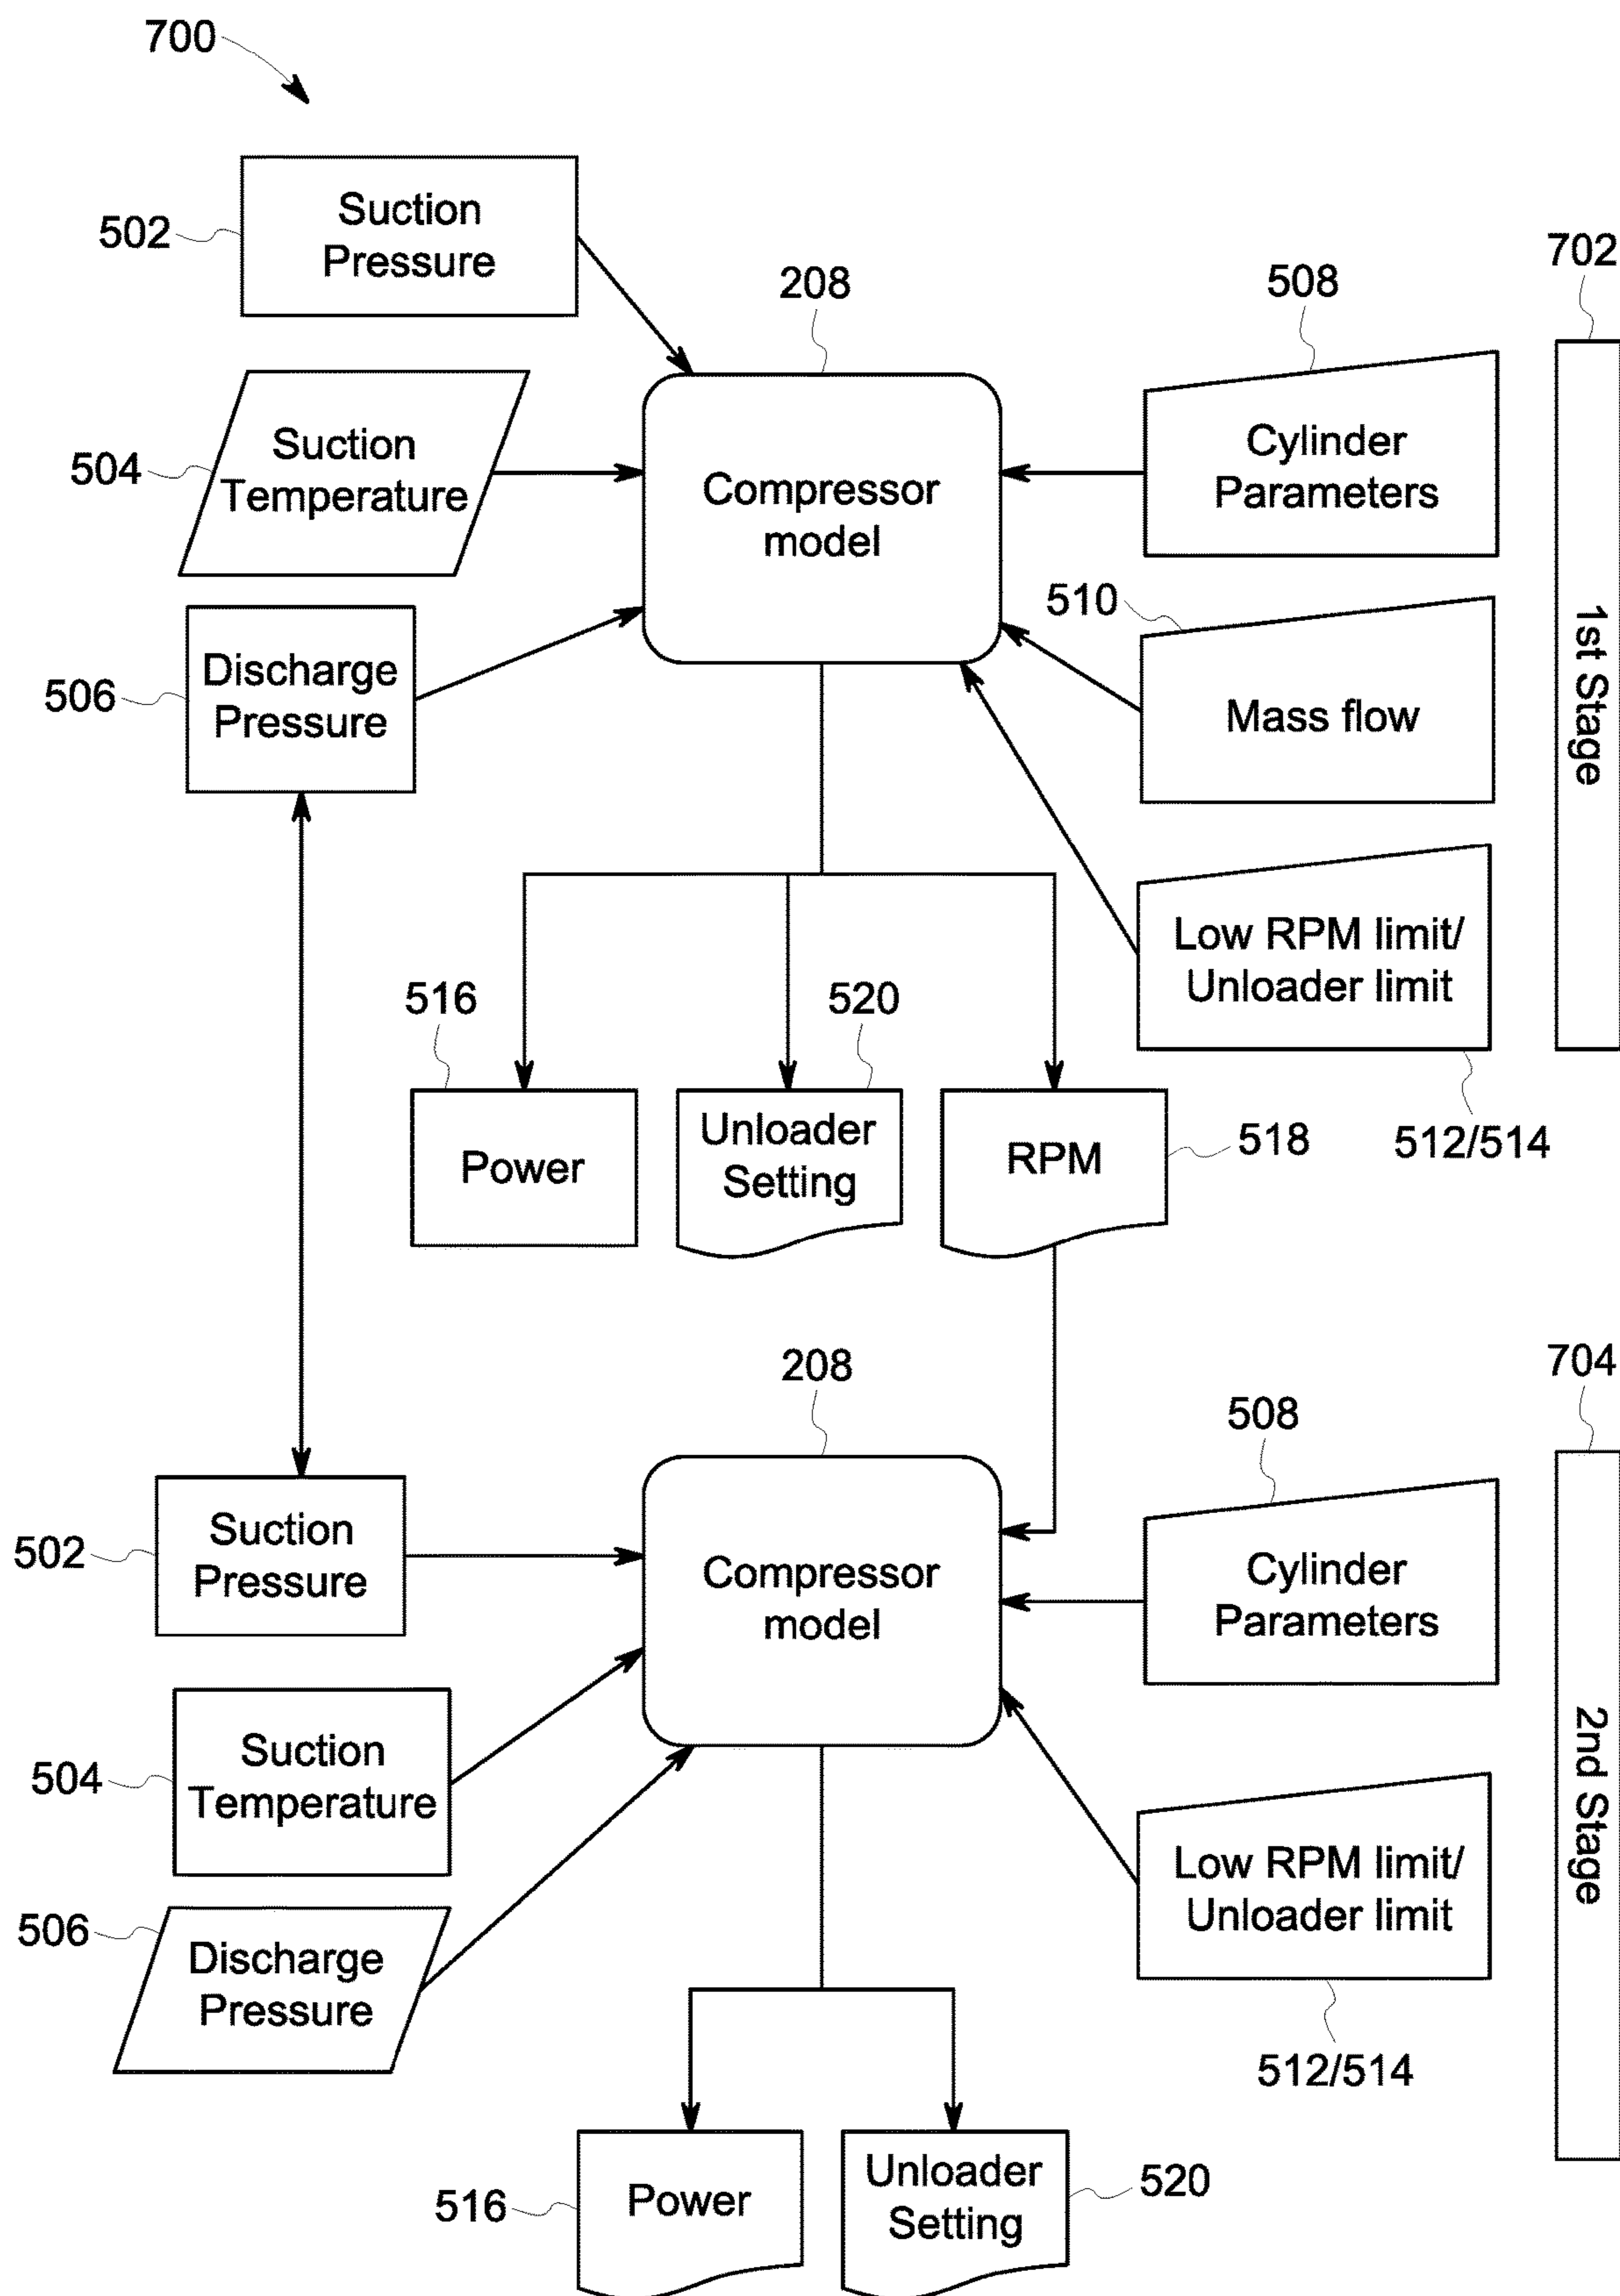 700
502
Suction
Pressure
208
508
702
504
Suction
Temperature
Compressor
model
Cylinder
Parameters
510
506
Discharge
Pressure
Mass flow
1st Stage
Low RPM limit/
Unloader limit
512/514
516
520
Power
Unloader
Setting
RPM
518
208
508
704
502
Suction
Pressure
Compressor
model
Cylinder
Parameters
504
Suction
Temperature
2nd Stage
Low RPM limit/
Unloader limit
506
Discharge
Pressure
512/514
516
Power
Unloader
Setting
520